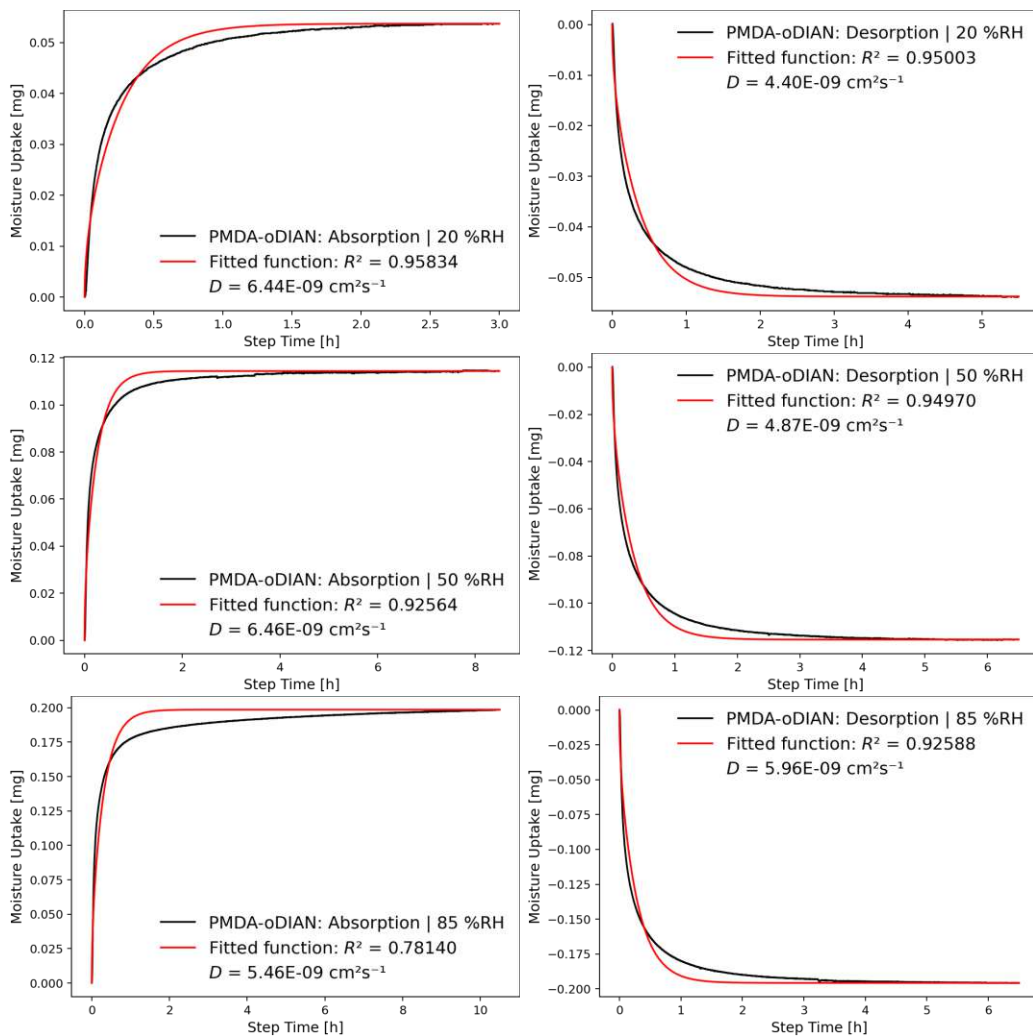 0.05
0.04
0.03
0.02
0.01
0.00
Moisture Uptake [mg]
PMDA-oDIAN: Absorption | 20 %RH
Fitted function: R² = 0.95834
D = 6.44E-09 cm²s⁻¹
0.0 0.5 1.0 1.5 2.0 2.5 3.0
Step Time [h]
0.00
−0.01
−0.02
−0.03
−0.04
−0.05
Moisture Uptake [mg]
PMDA-oDIAN: Desorption | 20 %RH
Fitted function: R² = 0.95003
D = 4.40E-09 cm²s⁻¹
0 1 2 3 4 5
Step Time [h]
0.12
0.10
0.08
0.06
0.04
0.02
0.00
Moisture Uptake [mg]
PMDA-oDIAN: Absorption | 50 %RH
Fitted function: R² = 0.92564
D = 6.46E-09 cm²s⁻¹
0 2 4 6 8
Step Time [h]
0.00
−0.02
−0.04
−0.06
−0.08
−0.10
−0.12
Moisture Uptake [mg]
PMDA-oDIAN: Desorption | 50 %RH
Fitted function: R² = 0.94970
D = 4.87E-09 cm²s⁻¹
0 1 2 3 4 5 6
Step Time [h]
0.200
0.175
0.150
0.125
0.100
0.075
0.050
0.025
0.000
Moisture Uptake [mg]
PMDA-oDIAN: Absorption | 85 %RH
Fitted function: R² = 0.78140
D = 5.46E-09 cm²s⁻¹
0 2 4 6 8 10
Step Time [h]
0.000
−0.025
−0.050
−0.075
−0.100
−0.125
−0.150
−0.175
−0.200
Moisture Uptake [mg]
PMDA-oDIAN: Desorption | 85 %RH
Fitted function: R² = 0.92588
D = 5.96E-09 cm²s⁻¹
0 1 2 3 4 5 6
Step Time [h]